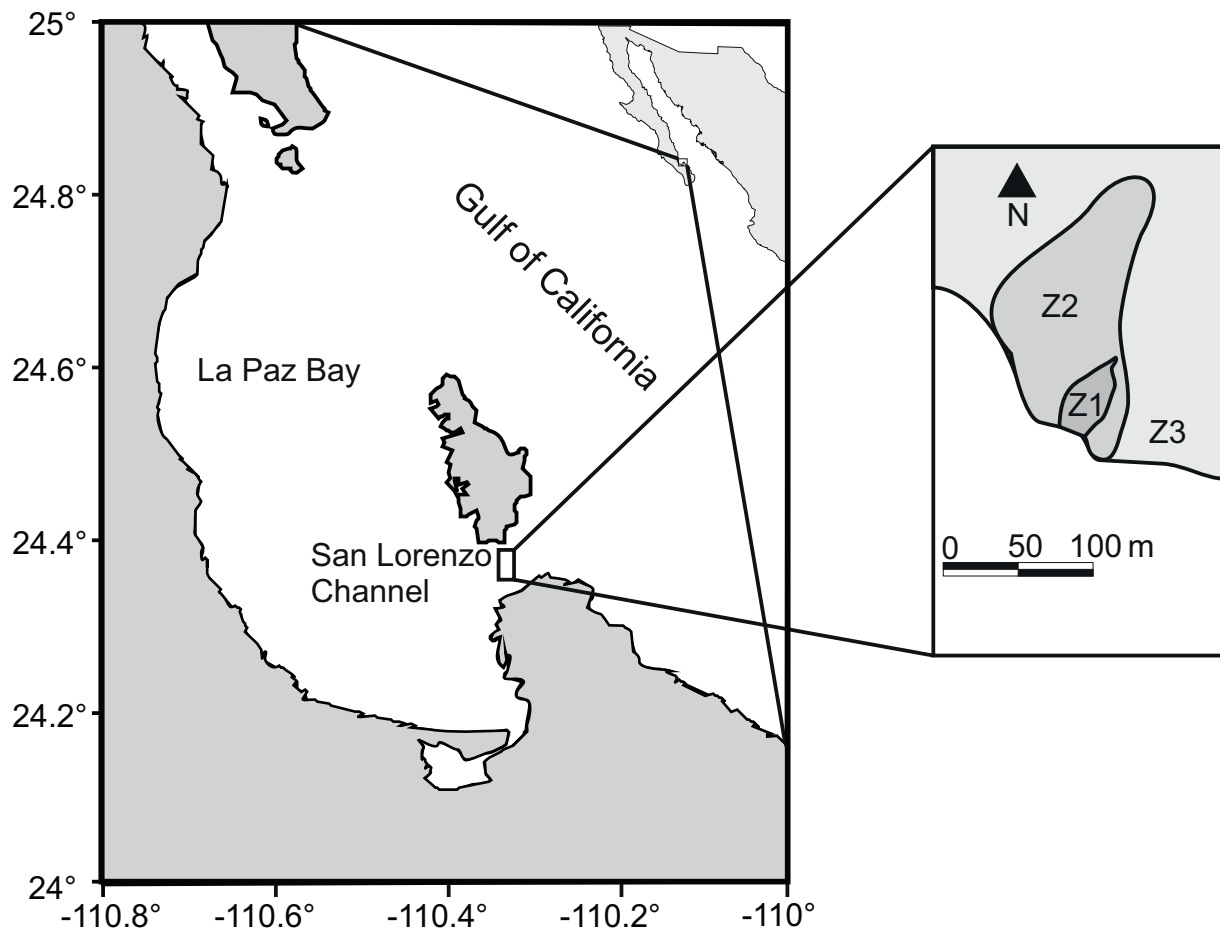 25°
24.8°
24.6°
24.4°
24.2°
24°
-110.8°
-110.6°
-110.4°
-110.2°
-110°
Gulf of California
La Paz Bay
San Lorenzo
Channel
N
Z2
Z1
Z3
0 50 100 m